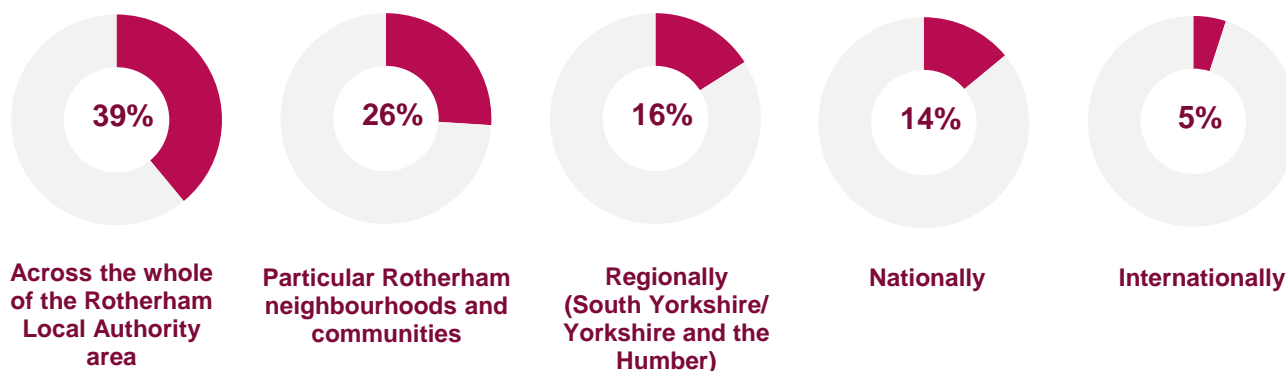 39%
26%
16%
14%
5%
Across the whole
of the Rotherham
Local Authority
area
Particular Rotherham
neighbourhoods and
communities
Regionally
(South Yorkshire/
Yorkshire and the
Humber)
Nationally
Internationally